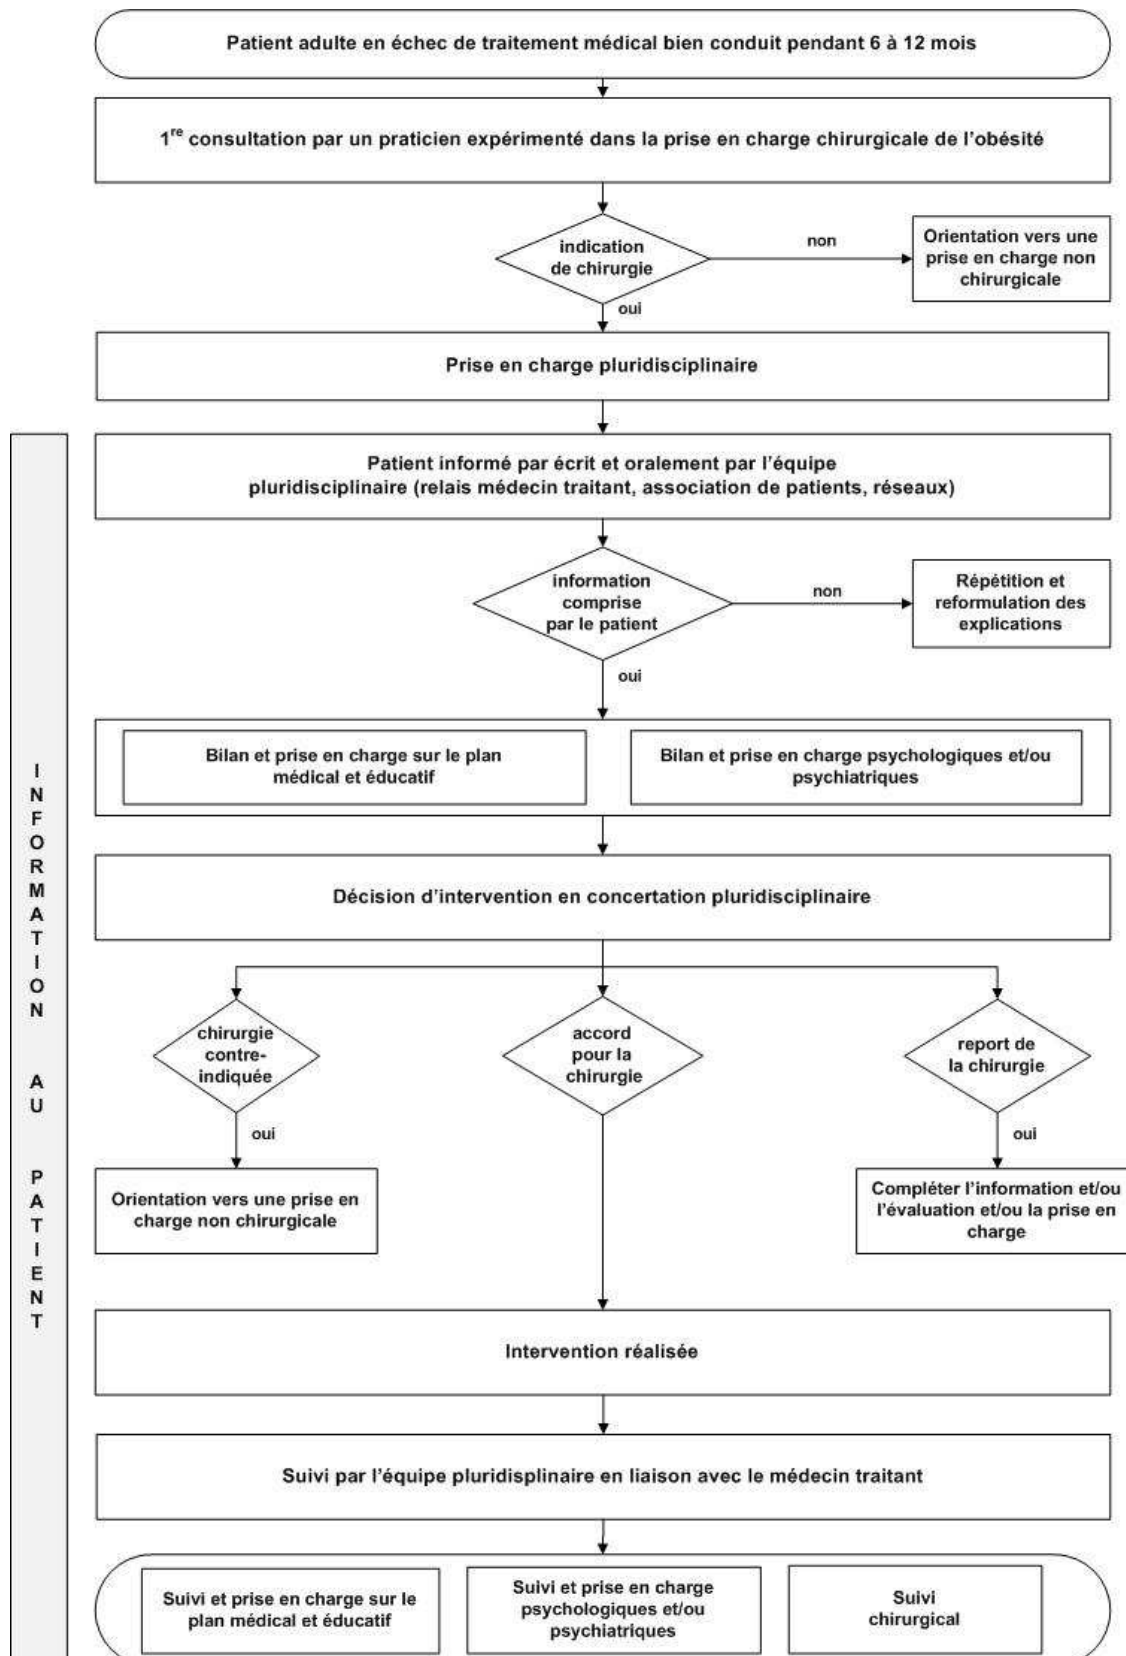 Patient adulte en échec de traitement médical bien conduit pendant 6 à 12 mois
1re consultation par un praticien expérimenté dans la prise en charge chirurgicale de l'obésité
indication
de chirurgie
non
Orientation vers une
prise en charge non
chirurgicale
oui
Prise en charge pluridisciplinaire
Patient informé par écrit et oralement par l'équipe
pluridisciplinaire (relais médecin traitant, association de patients, réseaux)
information
comprise
par le patient
non
Répétition et
reformulation des
explications
oui
Bilan et prise en charge sur le plan
médical et éducatif
Bilan et prise en charge psychologiques et/ou
psychiatriques
Décision d'intervention en concertation pluridisciplinaire
chirurgie
contre-
indiquée
accord
pour la
chirurgie
report de
la chirurgie
oui
oui
Orientation vers une prise en
charge non chirurgicale
Compléter l'information et/ou
l'évaluation et/ou la prise en
charge
Intervention réalisée
Suivi par l'équipe pluridisplinaire en liaison avec le médecin traitant
Suivi et prise en charge sur le
plan médical et éducatif
Suivi et prise en charge
psychologiques et/ou
psychiatriques
Suivi
chirurgical
INFORMATION AU PATIENT